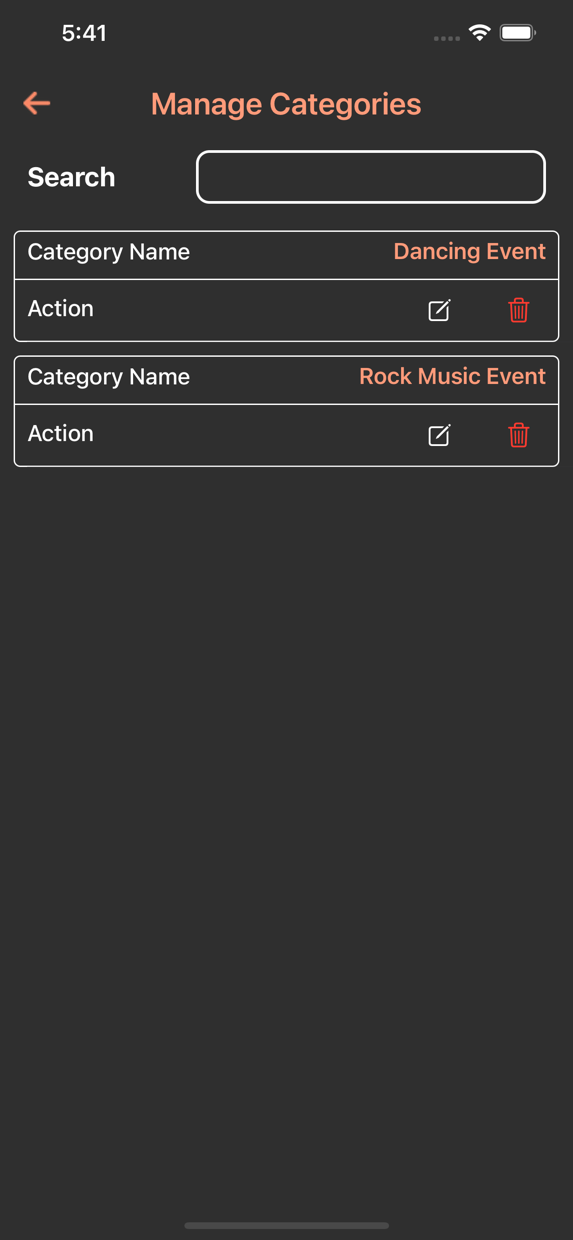 5:41
Manage Categories
Search
Category Name Dancing Event
Action
Category Name Rock Music Event
Action